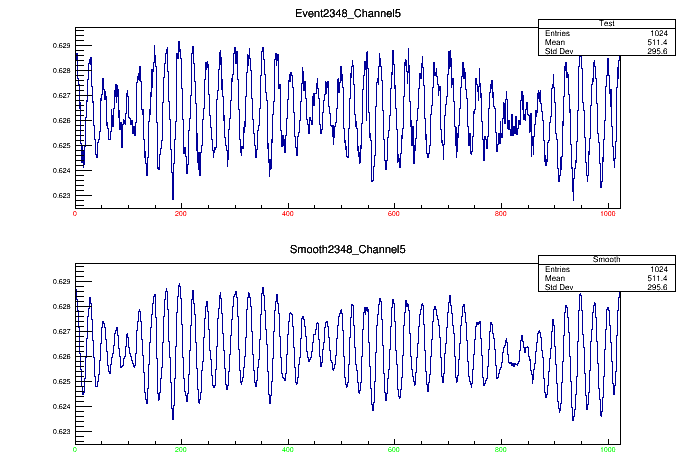 Event2348_Channel5
Test
Entries 1024
Mean 511.4
Std Dev 295.6
0.629
0.628
0.627
0.626
0.625
0.624
0.623
0 200 400 600 800 1000
Smooth2348_Channel5
Smooth
Entries 1024
Mean 511.4
Std Dev 295.6
0.629
0.628
0.627
0.626
0.625
0.624
0.623
0 200 400 600 800 1000